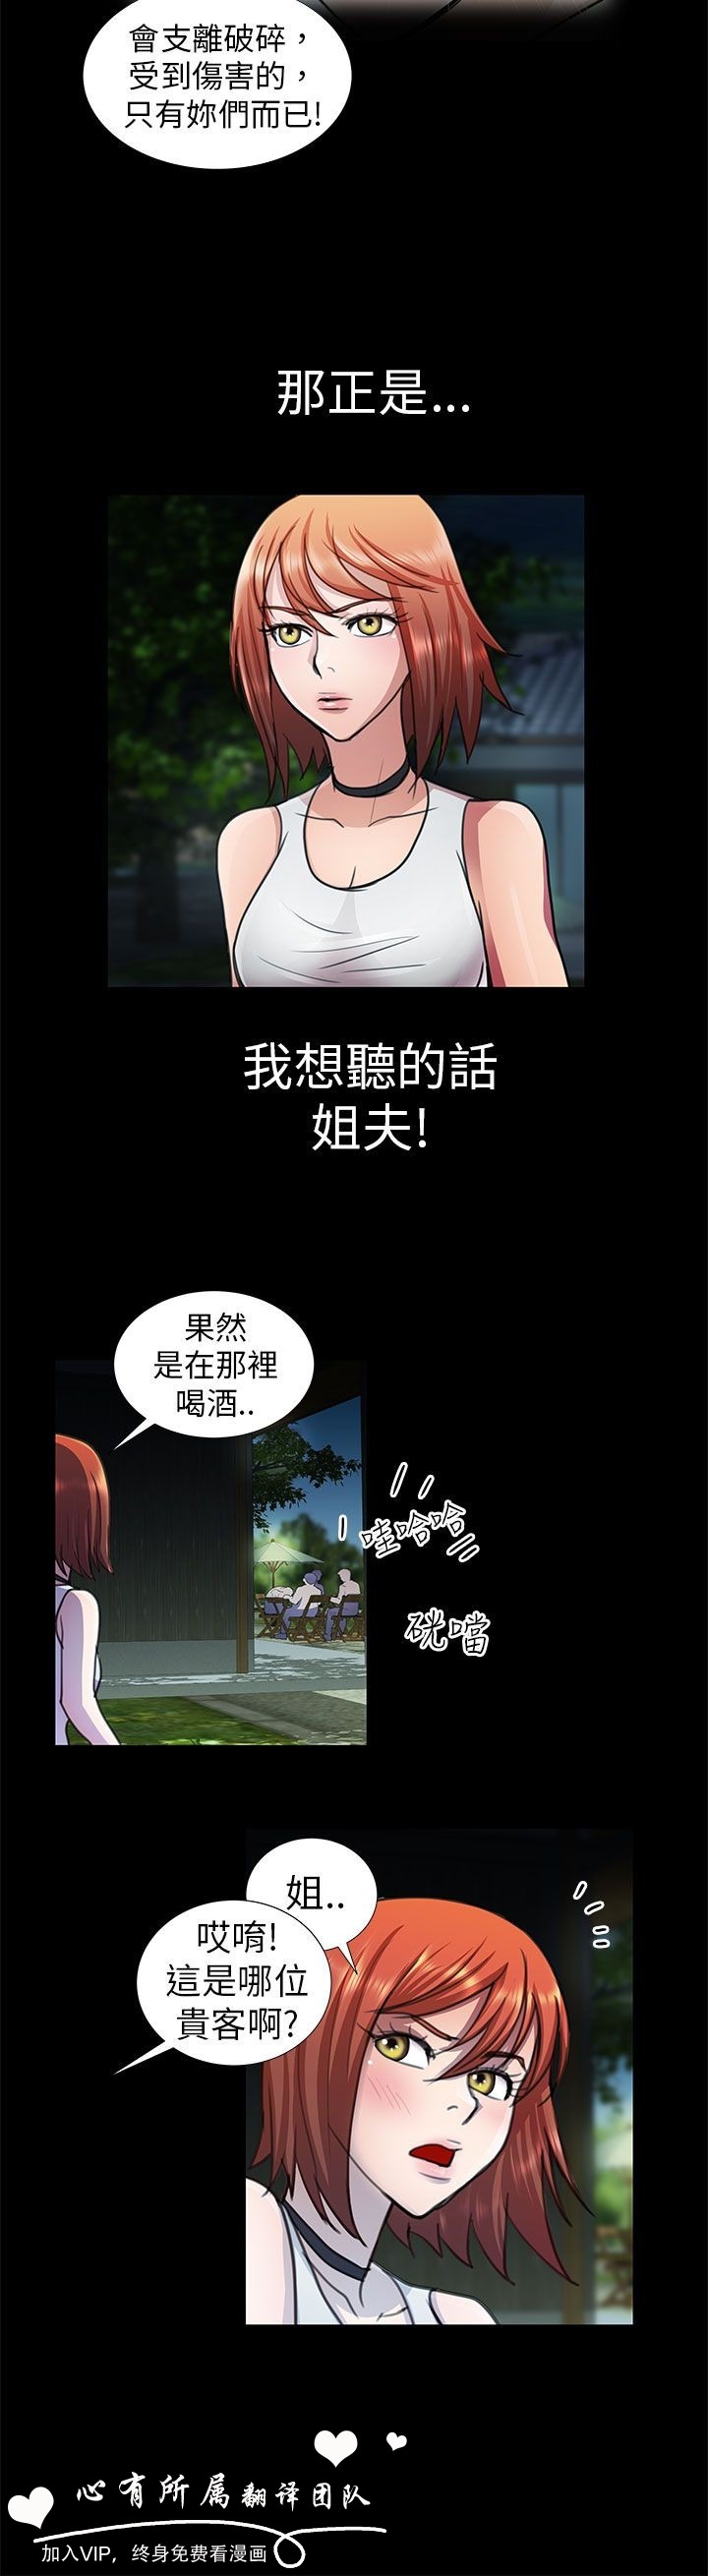 會支離破碎，
受到傷害的，
只有妳們而已!
那正是...
我想聽的話
姐夫!
果然
是在那裡
喝酒..
哇哈哈
硄噹
姐..
哎唷!
這是哪位
貴客啊?
心有所属翻译团队
加入VIP，终身免费看漫画